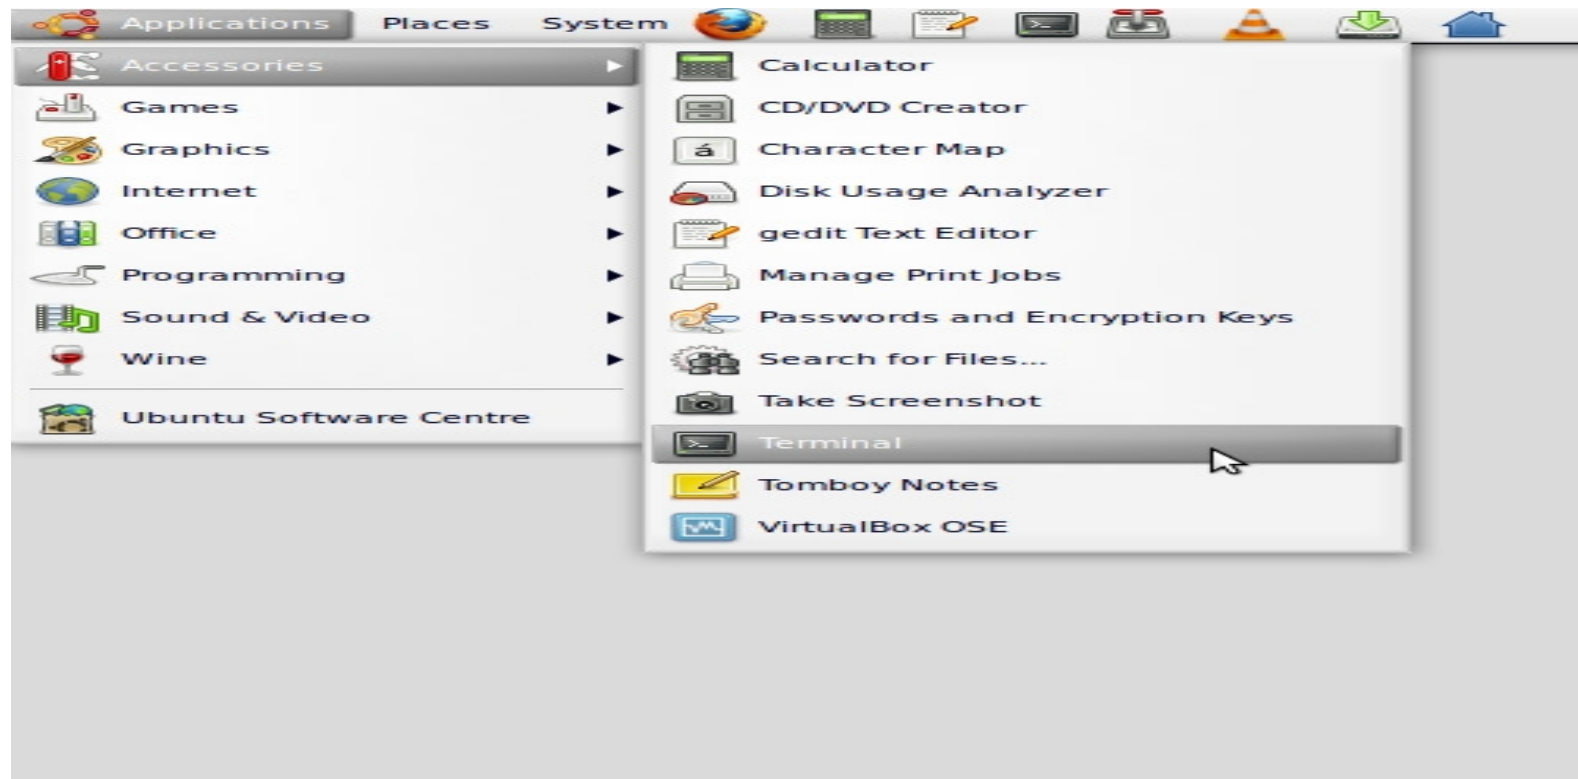 Applications Places System
Accessories
Games
Graphics
Internet
Office
Programming
Sound & Video
Wine
Ubuntu Software Centre
Calculator
CD/DVD Creator
á Character Map
Disk Usage Analyzer
gedit Text Editor
Manage Print Jobs
Passwords and Encryption Keys
Search for Files...
Take Screenshot
Terminal
Tomboy Notes
VirtualBox OSE